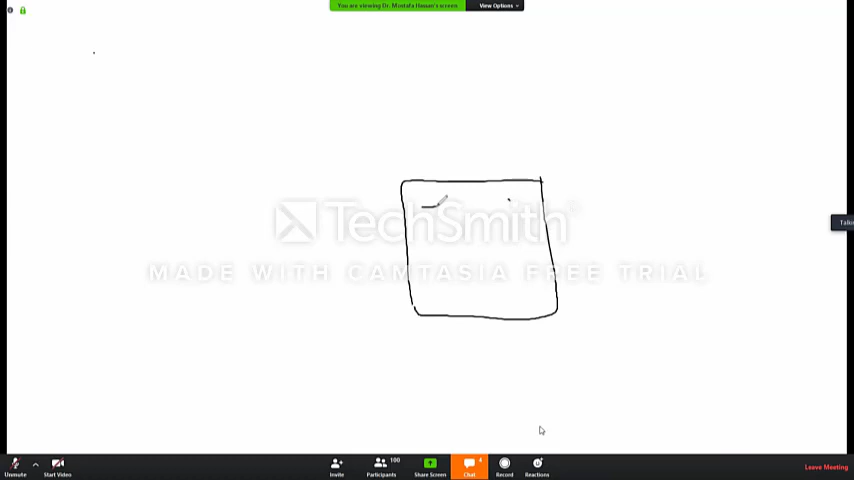 You are viewing Dr. Mostafa Hassan's screen
View Options
TechSmith
MADE WITH CAMTASIA FREE TRIAL
Unmute
Start Video
Invite
100
Participants
Share Screen
4
Chat
Record
Reactions
Leave Meeting